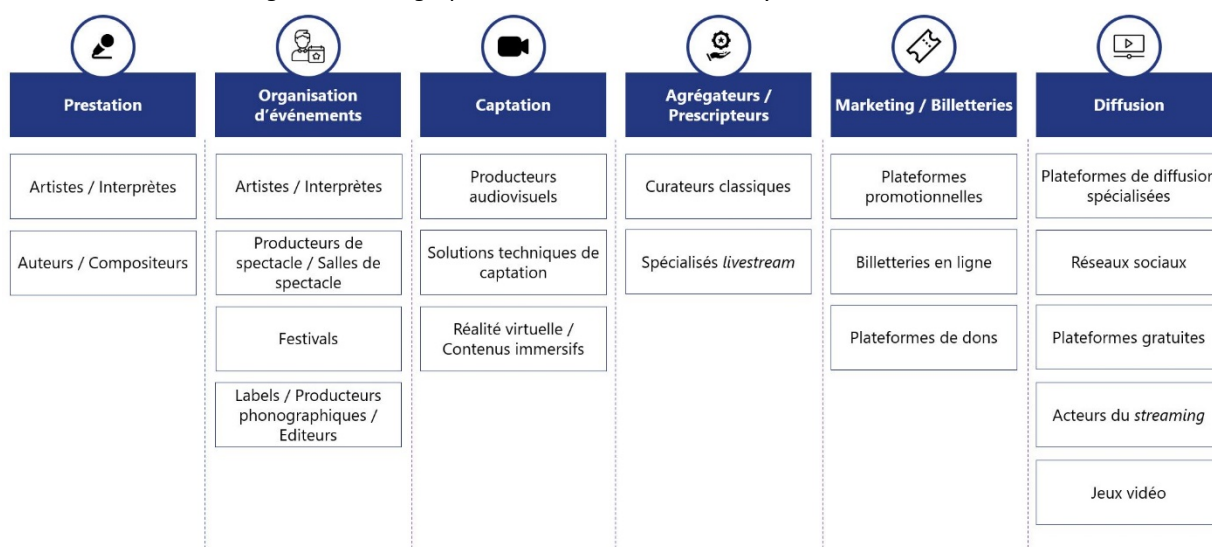 Prestation
Artistes / Interprètes
Auteurs / Compositeurs
Organisation
d'événements
Artistes / Interprètes
Producteurs de
spectacle / Salles de
spectacle
Festivals
Labels / Producteurs
phonographiques /
Editeurs
Captation
Producteurs
audiovisuels
Solutions techniques de
captation
Réalité virtuelle /
Contenus immersifs
Agrégateurs /
Prescripteurs
Curateurs classiques
Spécialisés livestream
Marketing / Billetteries
Plateformes
promotionnelles
Billetteries en ligne
Plateformes de dons
Diffusion
Plateformes de diffusion
spécialisées
Réseaux sociaux
Plateformes gratuites
Acteurs du streaming
Jeux vidéo